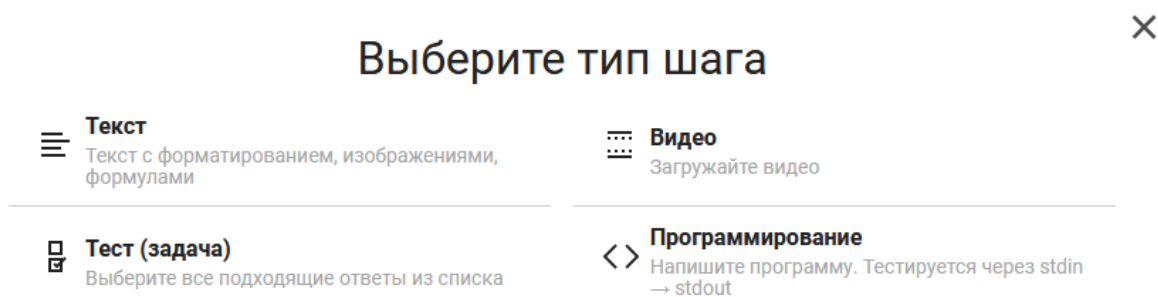 Выберите тип шага
Текст
Текст с форматированием, изображениями,
формулами
Видео
Загружайте видео
Тест (задача)
Выберите все подходящие ответы из списка
Программирование
Напишите программу. Тестируется через stdin
→ stdout